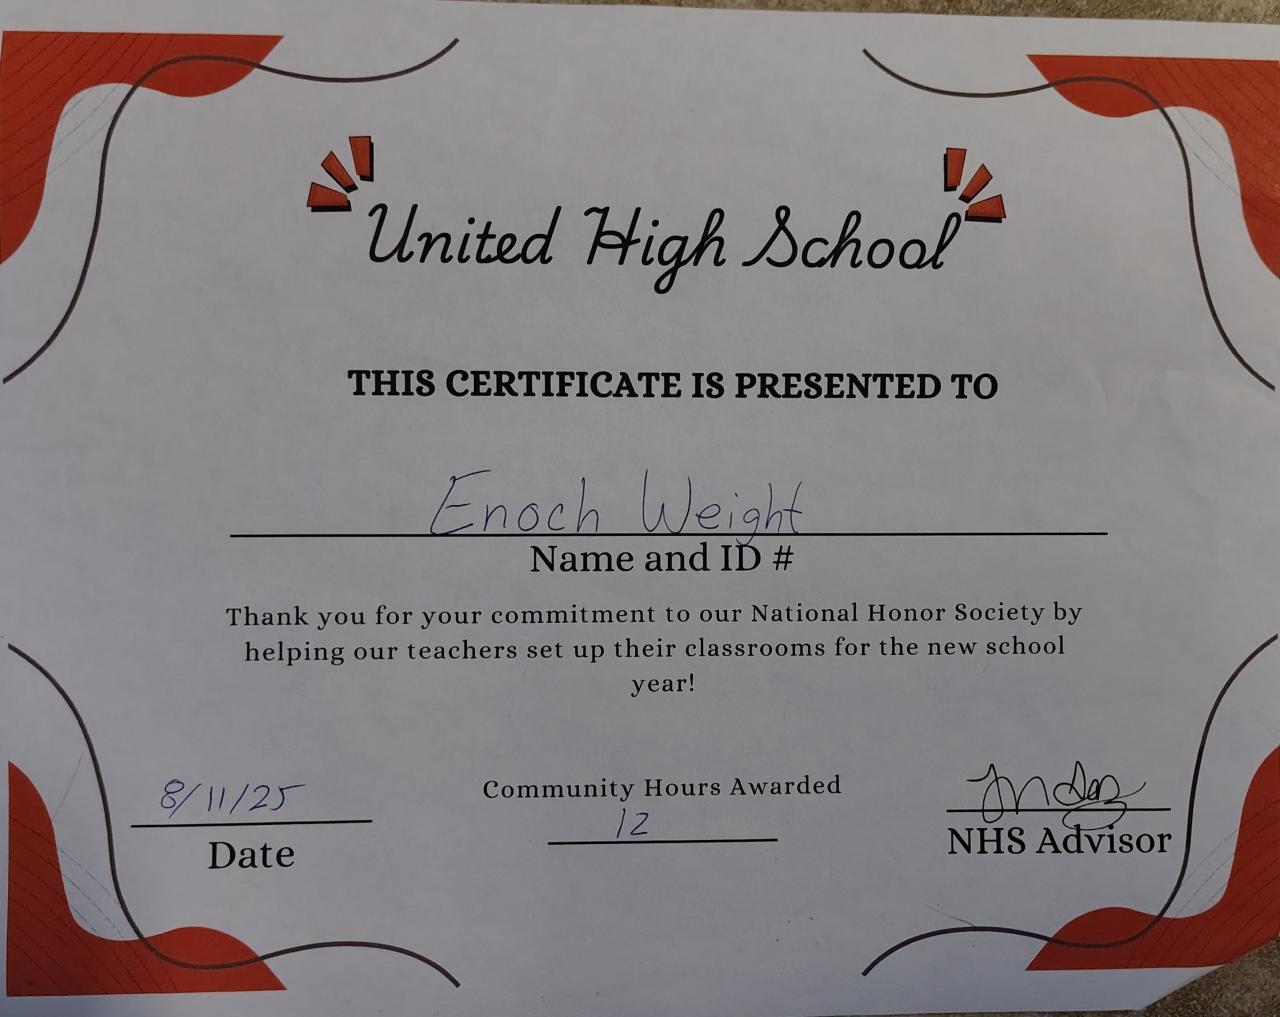 United High School
THIS CERTIFICATE IS PRESENTED TO
Enoch Weight
Name and ID #
Thank you for your commitment to our National Honor Society by
helping our teachers set up their classrooms for the new school
year!
8/11/25
Date
Community Hours Awarded
12
NHS Advisor